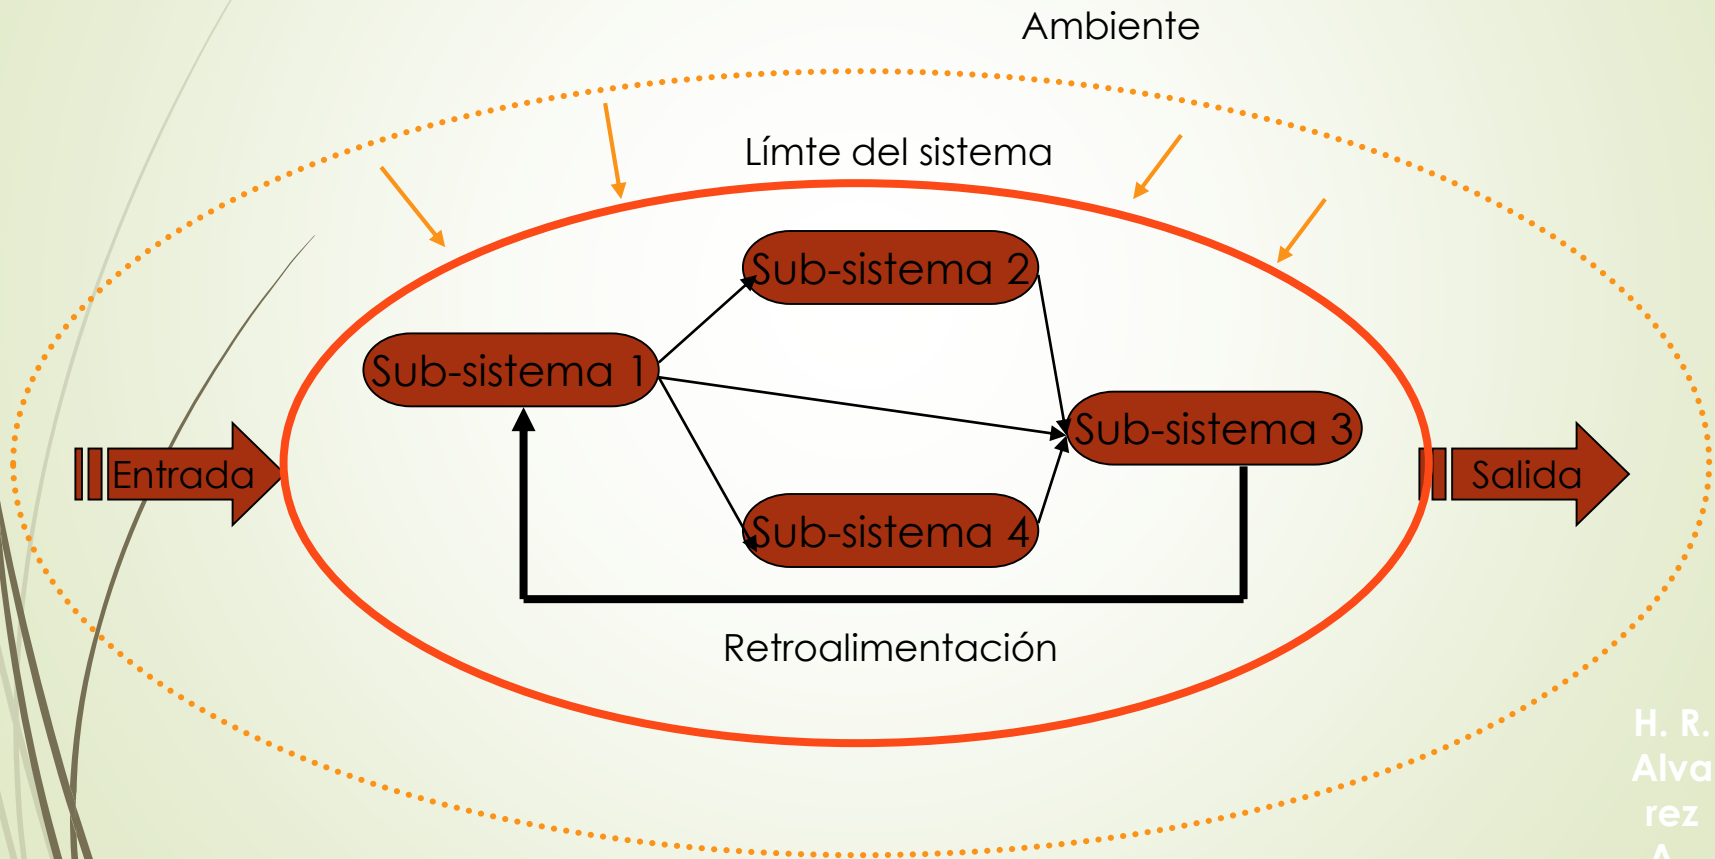 Ambiente
Límte del sistema
Sub-sistema 2
Sub-sistema 1
Sub-sistema 3
Entrada
Salida
Sub-sistema 4
Retroalimentación
H. R.
Alva
rez
A.